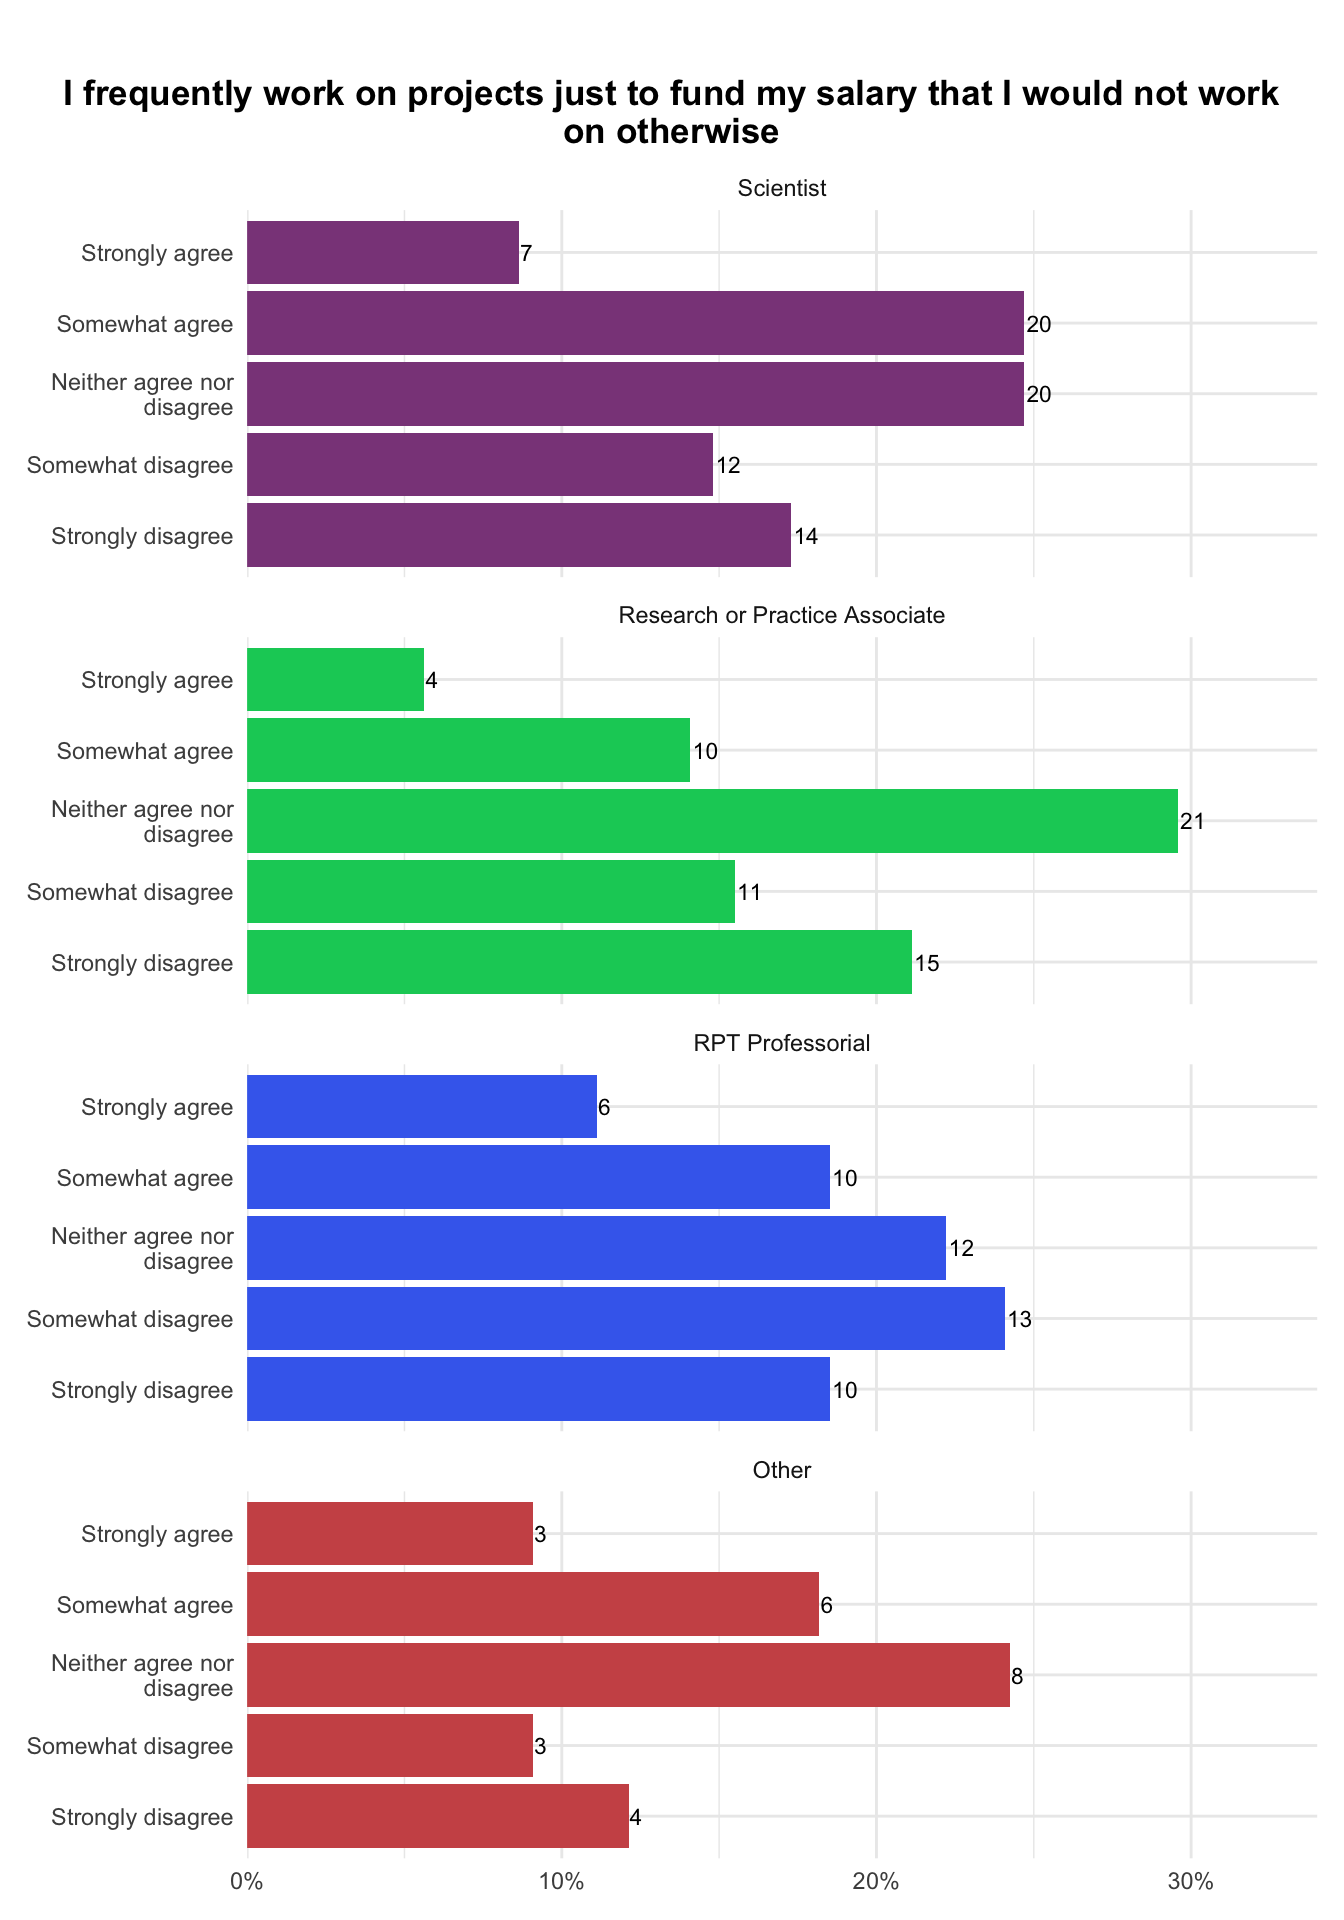 I frequently work on projects just to fund my salary that I would not work
on otherwise
Scientist
Strongly agree
7
Somewhat agree
20
Neither agree nor
disagree
20
Somewhat disagree
12
Strongly disagree
14
Research or Practice Associate
Strongly agree
4
Somewhat agree
10
Neither agree nor
disagree
21
Somewhat disagree
11
Strongly disagree
15
RPT Professorial
Strongly agree
6
Somewhat agree
10
Neither agree nor
disagree
12
Somewhat disagree
13
Strongly disagree
10
Other
Strongly agree
3
Somewhat agree
6
Neither agree nor
disagree
8
Somewhat disagree
3
Strongly disagree
4
0% 10% 20% 30%